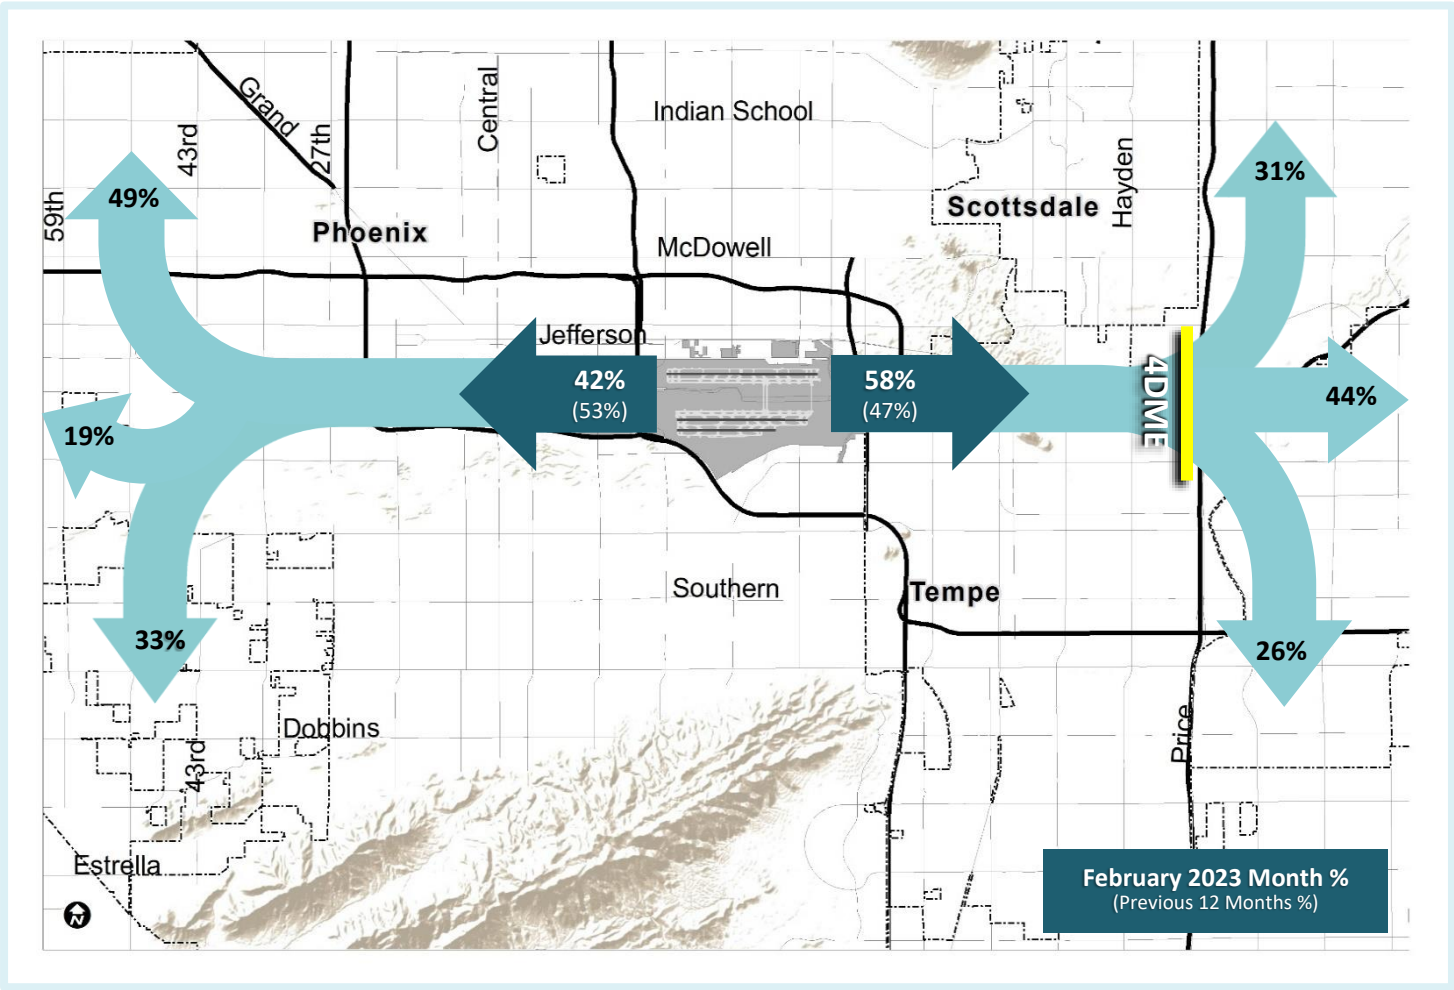 Grand
43rd
27th
Central
Indian School
Hayden
31%
49%
59th
Phoenix
Scottsdale
McDowell
Jefferson
42%
(53%)
58%
(47%)
4DME
44%
19%
Southern
Tempe
33%
26%
Dobbins
43rd
Price
Estrella
N
February 2023 Month %
(Previous 12 Months %)